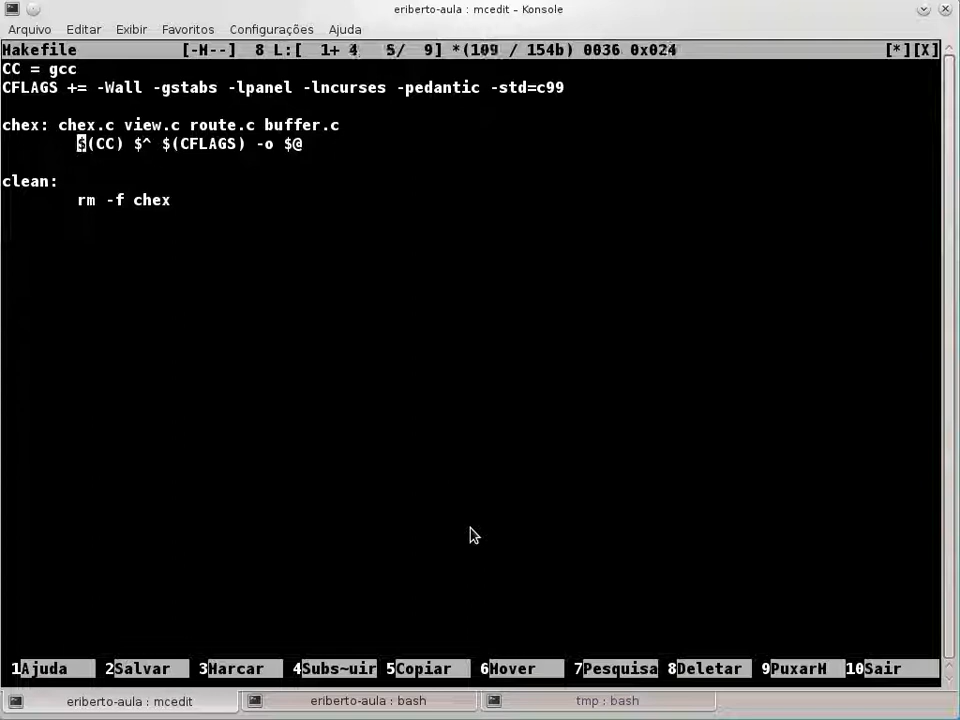 eriberto-aula : mcedit – Konsole
Arquivo Editar Exibir Favoritos Configurações Ajuda
Makefile [-M--] 8 L:[ 1+ 4 5/ 9] *(109 / 154b) 0036 0x024 [*][X]
CC = gcc
CFLAGS += -Wall -gstabs -lpanel -lncurses -pedantic -std=c99
chex: chex.c view.c route.c buffer.c
$(CC) $^ $(CFLAGS) -o $@
clean:
rm -f chex
1Ajuda 2Salvar 3Marcar 4Subs~uir 5Copiar 6Mover 7Pesquisa 8Deletar 9PuxarM 10Sair
eriberto-aula : mcedit eriberto-aula : bash tmp : bash